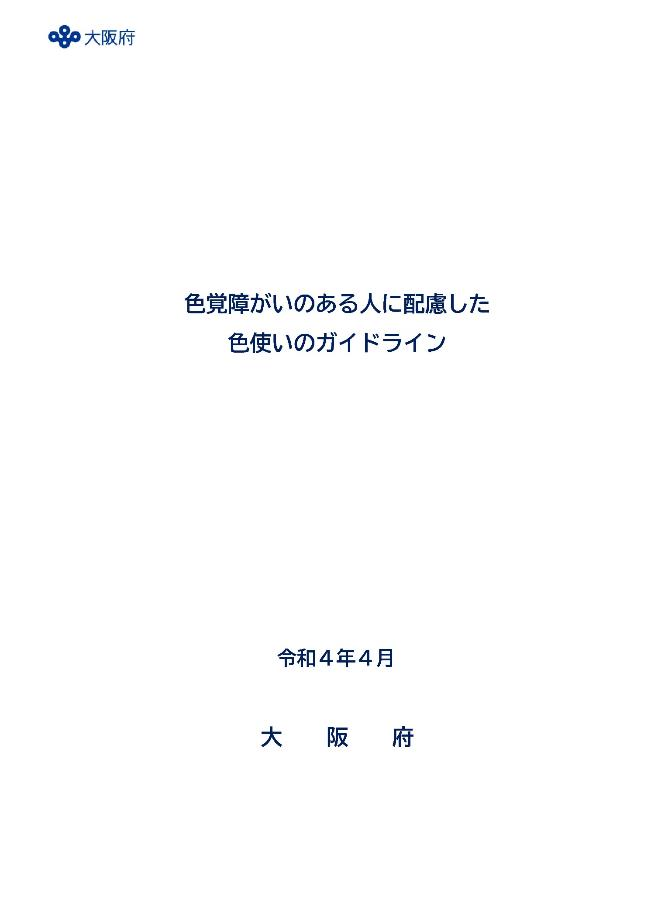 大阪府
色覚障がいのある人に配慮した
色使いのガイドライン
令和４年４月
大　阪　府